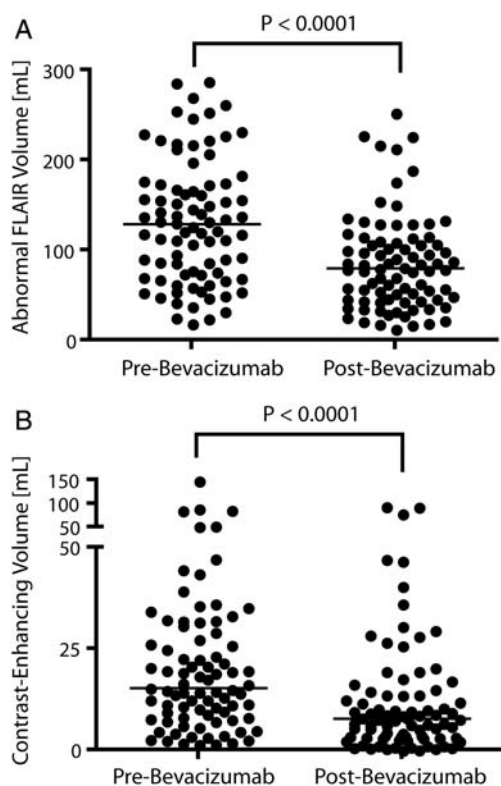 A
P < 0.0001
Abnormal FLAIR Volume [mL]
300
200
100
0
Pre-Bevacizumab Post-Bevacizumab
B
P < 0.0001
Contrast-Enhancing Volume [mL]
150
100
50
50
25
0
Pre-Bevacizumab Post-Bevacizumab